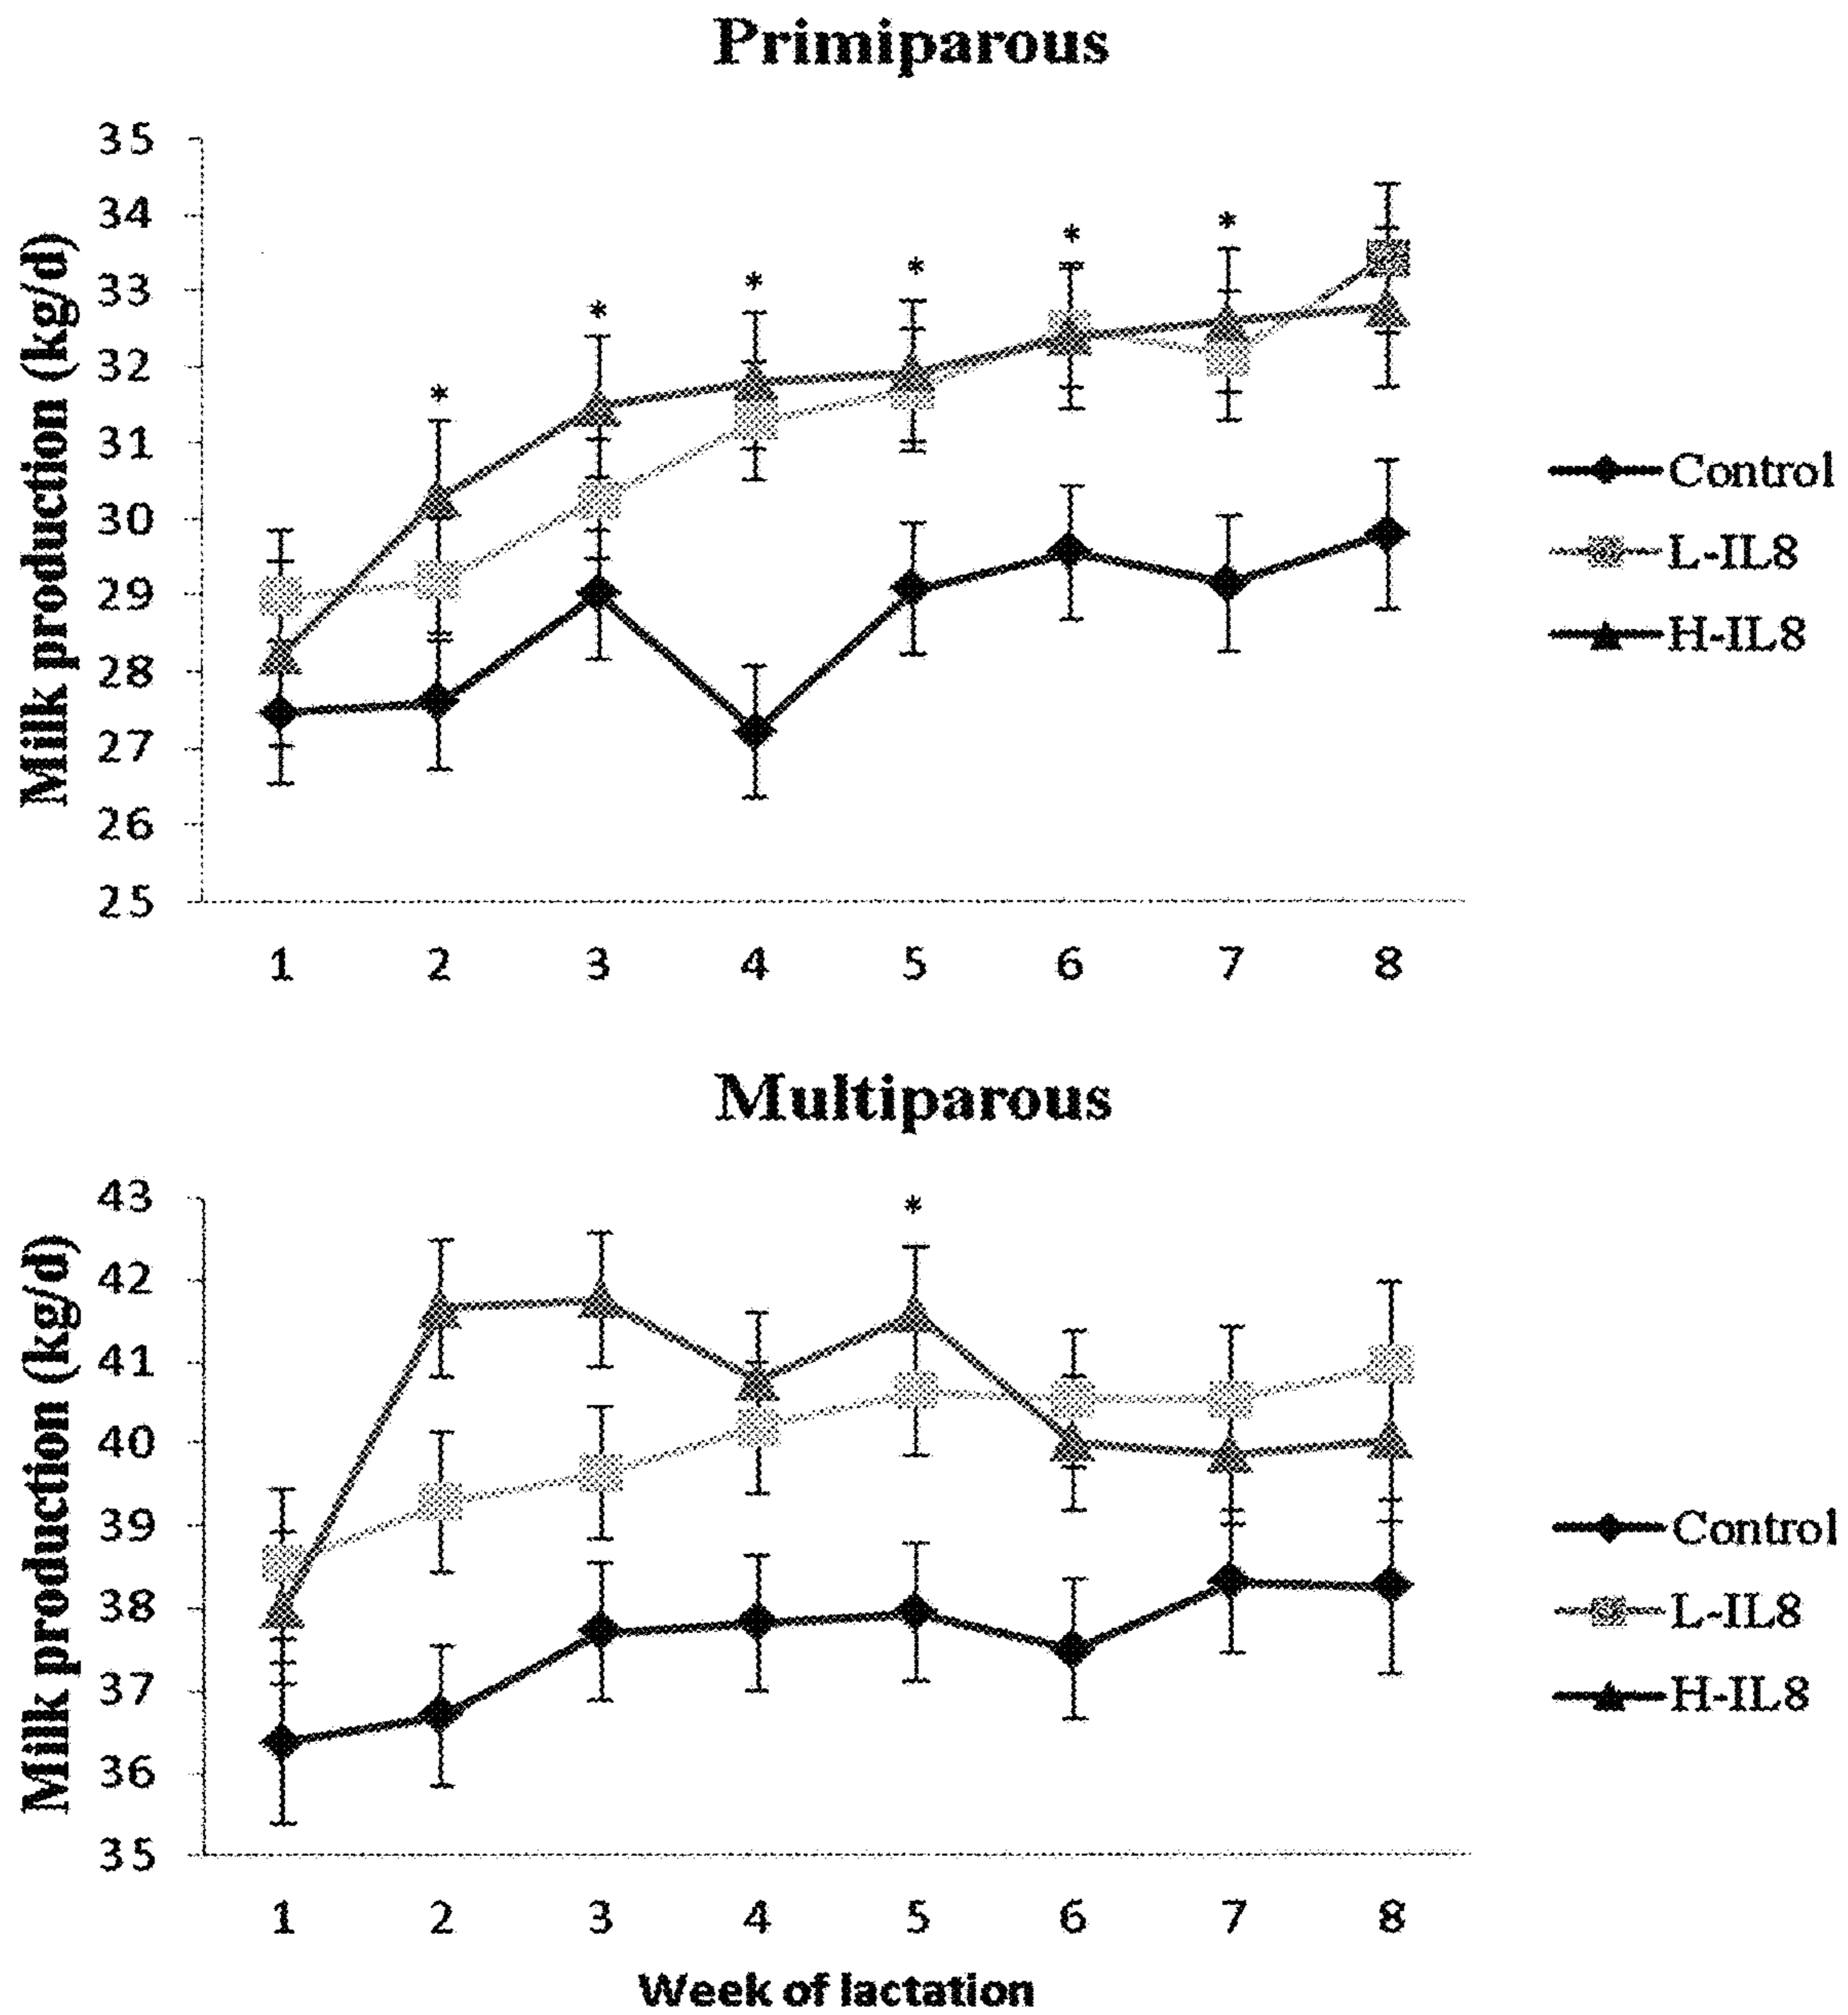 Primiparous
Milk production (kg/d)
35
34
33
32
31
30
29
28
27
26
25
*
*
*
*
*
*
1 2 3 4 5 6 7 8
Control
L-IL8
H-IL8
Multiparous
Milk production (kg/d)
43
42
41
40
39
38
37
36
35
*
1 2 3 4 5 6 7 8
Week of lactation
Control
L-IL8
H-IL8